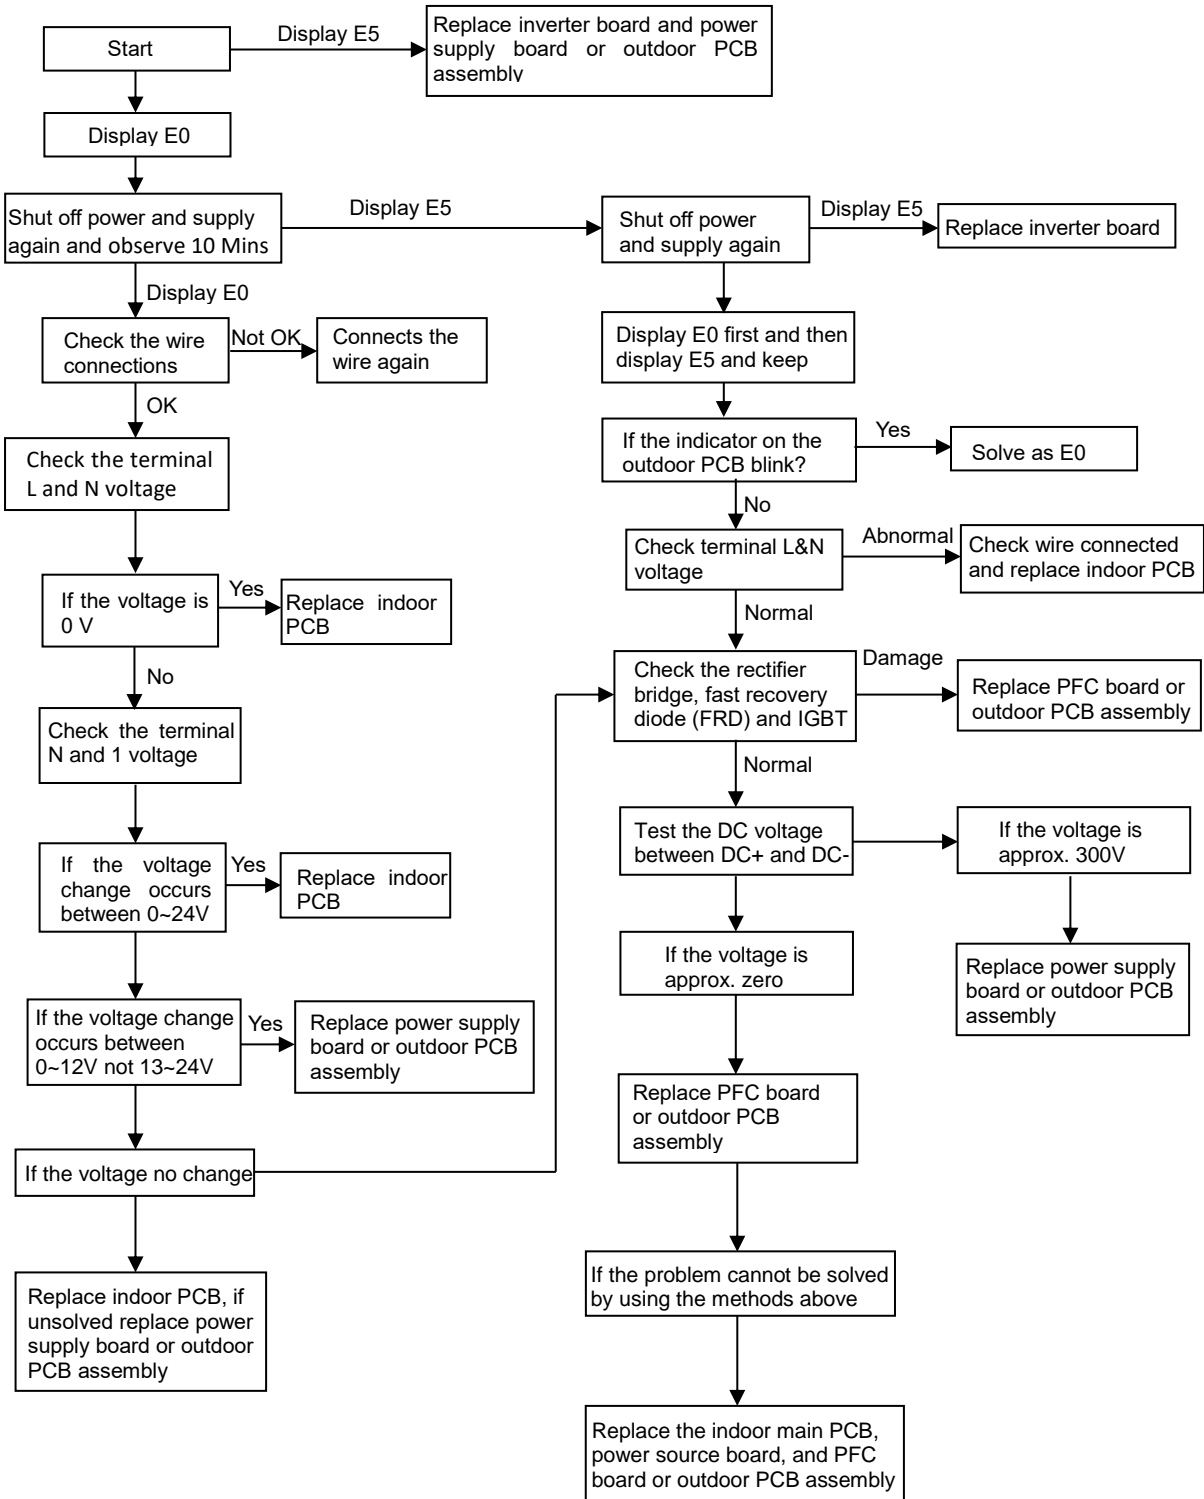 Start
Display E5
Replace inverter board and power
supply board or outdoor PCB
assembly
Display E0
Shut off power and supply
again and observe 10 Mins
Display E5
Shut off power
and supply again
Display E5
Replace inverter board
Display E0
Check the wire
connections
Not OK
Connects the
wire again
Display E0 first and then
display E5 and keep
OK
If the indicator on the
outdoor PCB blink?
Yes
Solve as E0
Check the terminal
L and N voltage
No
Check terminal L&N
voltage
Abnormal
Check wire connected
and replace indoor PCB
If the voltage is
0 V
Yes
Replace indoor
PCB
Normal
No
Check the rectifier
bridge, fast recovery
diode (FRD) and IGBT
Damage
Replace PFC board or
outdoor PCB assembly
Check the terminal
N and 1 voltage
Normal
Test the DC voltage
between DC+ and DC-
If the voltage is
approx. 300V
If the voltage
change occurs
between 0~24V
Yes
Replace indoor
PCB
If the voltage is
approx. zero
Replace power supply
board or outdoor PCB
assembly
If the voltage change
occurs between
0~12V not 13~24V
Yes
Replace power supply
board or outdoor PCB
assembly
Replace PFC board
or outdoor PCB
assembly
If the voltage no change
If the problem cannot be solved
by using the methods above
Replace indoor PCB, if
unsolved replace power
supply board or outdoor
PCB assembly
Replace the indoor main PCB,
power source board, and PFC
board or outdoor PCB assembly